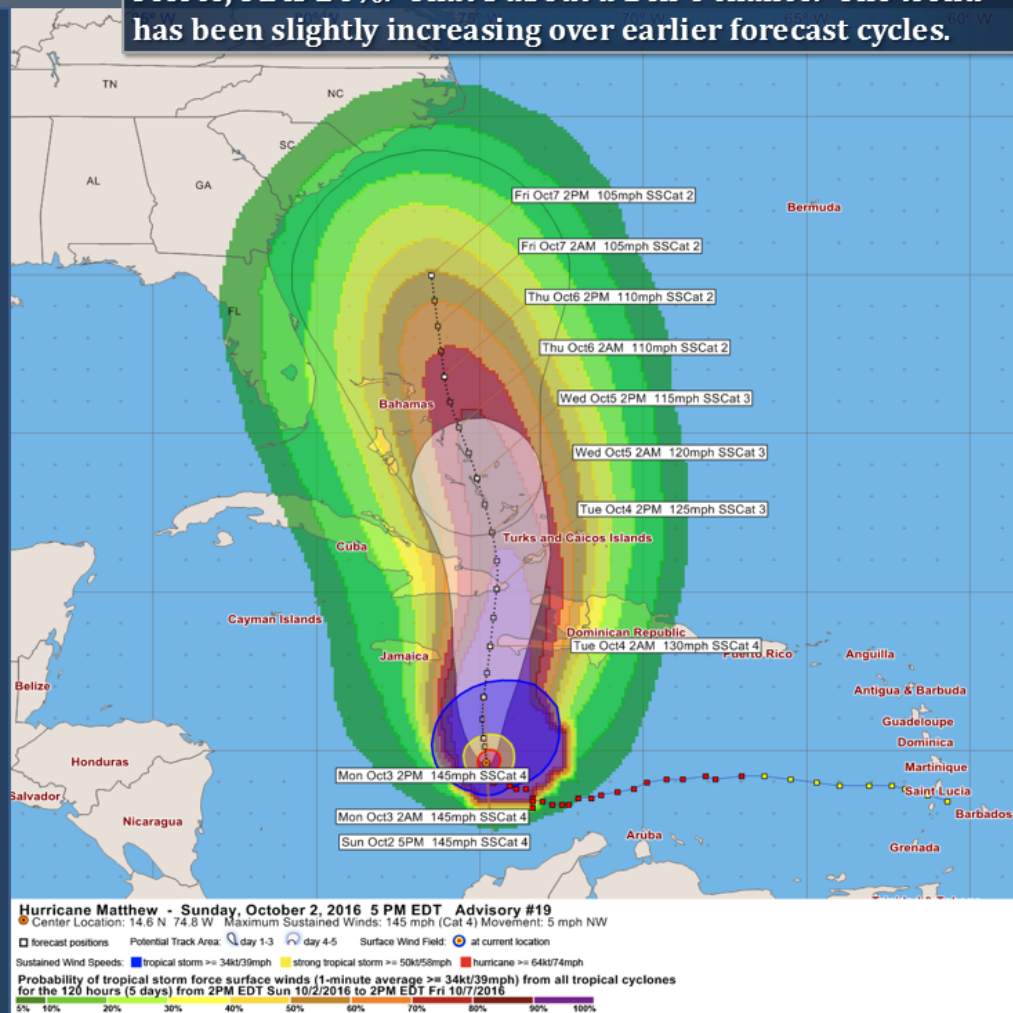 has been slightly increasing over earlier forecast cycles.
65° W
TN
NC
SC
AL
GA
Fri Oct7 2PM 105mph SSCat 2
Bermuda
Fri Oct7 2AM 105mph SSCat 2
Thu Oct6 2PM 110mph SSCat 2
FL
Thu Oct6 2AM 110mph SSCat 2
Wed Oct5 2PM 115mph SSCat 3
Bahamas
Wed Oct5 2AM 120mph SSCat 3
Tue Oct4 2PM 125mph SSCat 3
Turks and Caicos Islands
Cuba
Cayman Islands
Dominican Republic
Tue Oct4 2AM 130mph SSCat 4
Puerto Rico
Jamaica
Anguilla
Belize
Antigua & Barbuda
Guadeloupe
Dominica
Honduras
Martinique
Mon Oct3 2PM 145mph SSCat 4
Salvador
Saint Lucia
Mon Oct3 2AM 145mph SSCat 4
Barbados
Nicaragua
Aruba
Sun Oct2 5PM 145mph SSCat 4
Grenada
Hurricane Matthew - Sunday, October 2, 2016 5 PM EDT Advisory #19
Center Location: 14.6 N 74.8 W Maximum Sustained Winds: 145 mph (Cat 4) Movement: 5 mph NW
forecast positions Potential Track Area: day 1-3 day 4-5 Surface Wind Field: at current location
Sustained Wind Speeds: tropical storm >= 34kt/39mph strong tropical storm >= 50kt/58mph hurricane >= 64kt/74mph
Probability of tropical storm force surface winds (1-minute average >= 34kt/39mph) from all tropical cyclones
for the 120 hours (5 days) from 2PM EDT Sun 10/2/2016 to 2PM EDT Fri 10/7/2016
5% 10% 20% 30% 40% 50% 60% 70% 80% 90% 100%